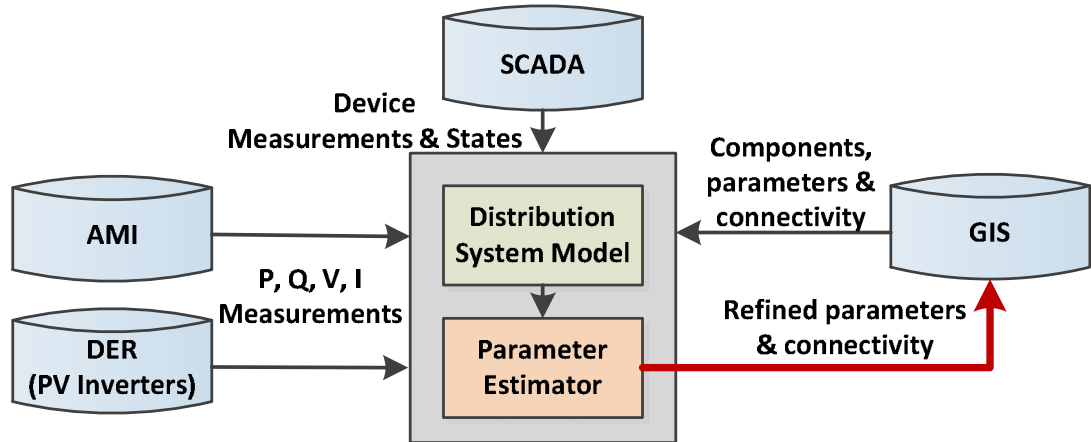 SCADA
Device
Measurements & States
Components,
parameters &
connectivity
AMI
Distribution
System Model
GIS
P, Q, V, I
Measurements
Refined parameters
& connectivity
DER
(PV Inverters)
Parameter
Estimator